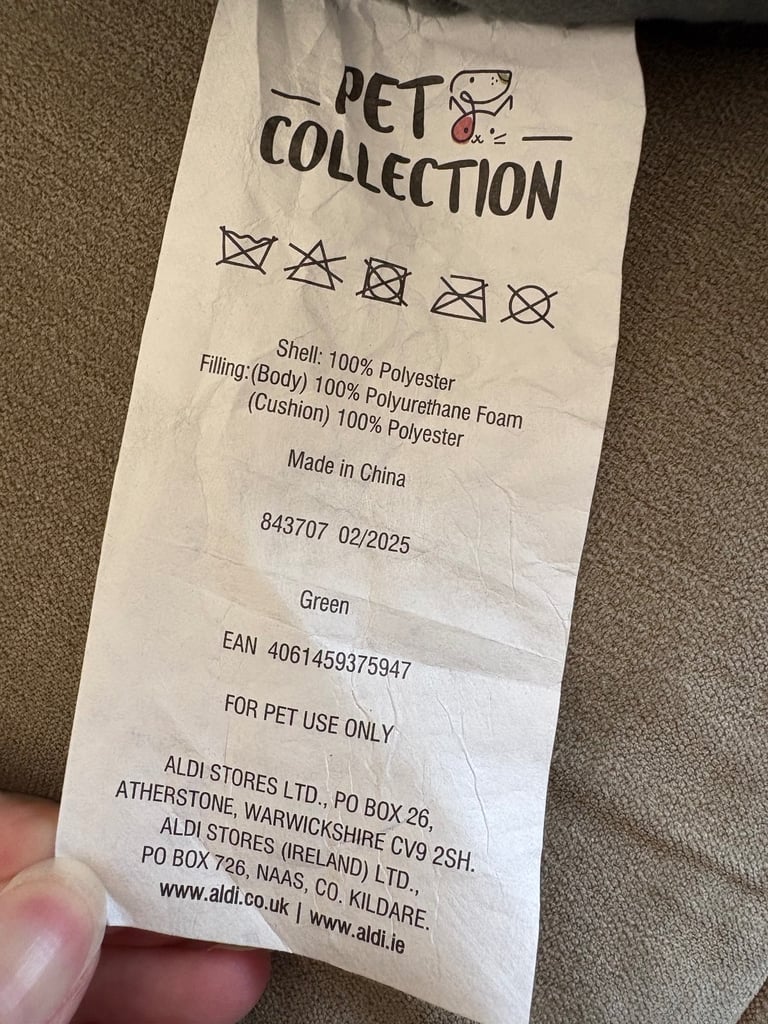 PET
COLLECTION
Shell: 100% Polyester
Filling:(Body) 100% Polyurethane Foam
(Cushion) 100% Polyester
Made in China
843707 02/2025
Green
EAN 4061459375947
FOR PET USE ONLY
ALDI STORES LTD., PO BOX 26,
ATHERSTONE, WARWICKSHIRE CV9 2SH.
ALDI STORES (IRELAND) LTD.,
PO BOX 726, NAAS, CO. KILDARE.
www.aldi.co.uk | www.aldi.ie